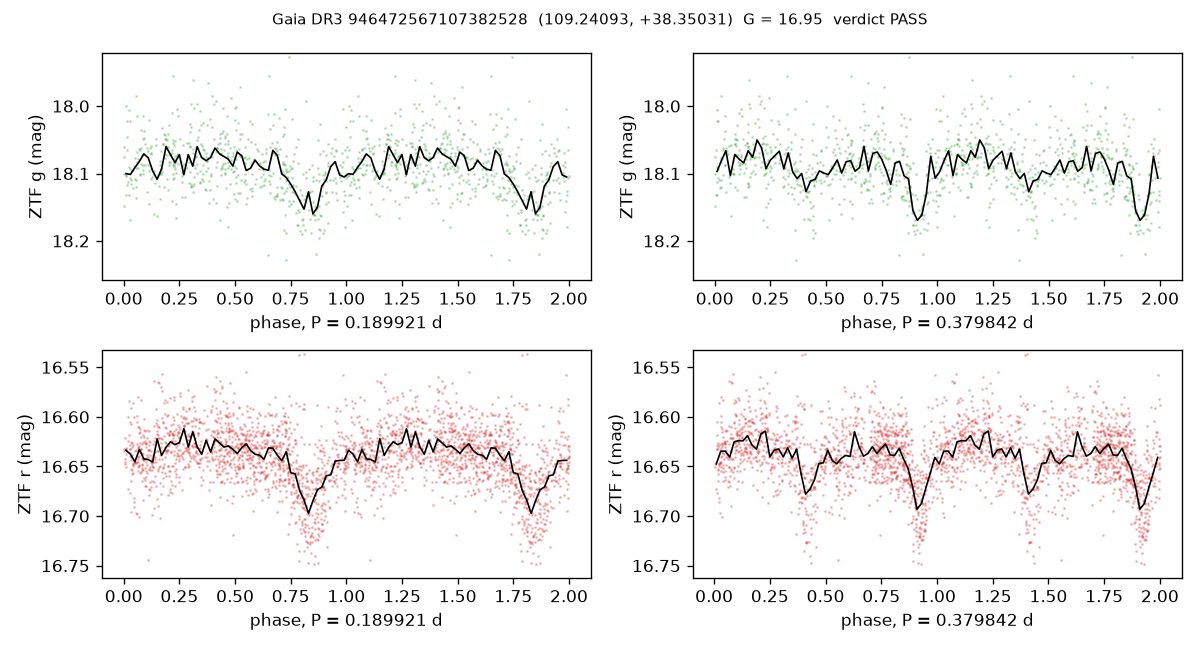 Gaia DR3 946472567107382528 (109.24093, +38.35031) G = 16.95 verdict PASS
ZTF g (mag)
18.0
18.1
18.2
0.00 0.25 0.50 0.75 1.00 1.25 1.50 1.75 2.00
phase, P = 0.189921 d
ZTF g (mag)
18.0
18.1
18.2
0.00 0.25 0.50 0.75 1.00 1.25 1.50 1.75 2.00
phase, P = 0.379842 d
ZTF r (mag)
16.55
16.60
16.65
16.70
16.75
0.00 0.25 0.50 0.75 1.00 1.25 1.50 1.75 2.00
phase, P = 0.189921 d
ZTF r (mag)
16.55
16.60
16.65
16.70
16.75
0.00 0.25 0.50 0.75 1.00 1.25 1.50 1.75 2.00
phase, P = 0.379842 d